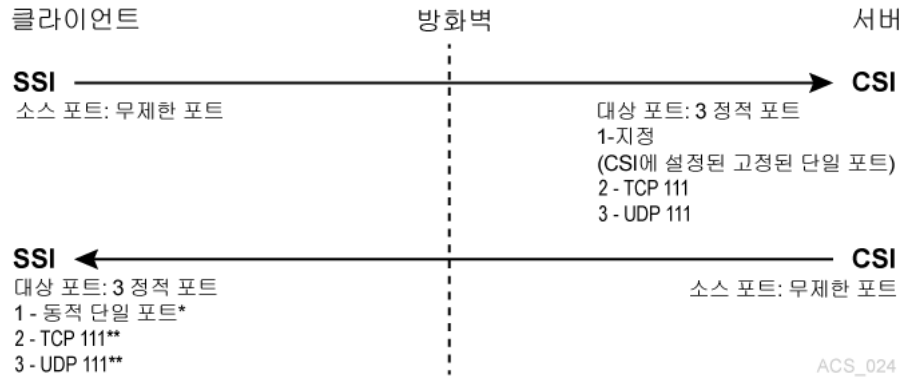 클라이언트
방화벽
서버
SSI
CSI
소스 포트: 무제한 포트
대상 포트: 3 정적 포트
1-지정
(CSI에 설정된 고정된 단일 포트)
2 - TCP 111
3 - UDP 111
SSI
CSI
대상 포트: 3 정적 포트
1 - 동적 단일 포트*
2 - TCP 111**
3 - UDP 111**
소스 포트: 무제한 포트
ACS_024